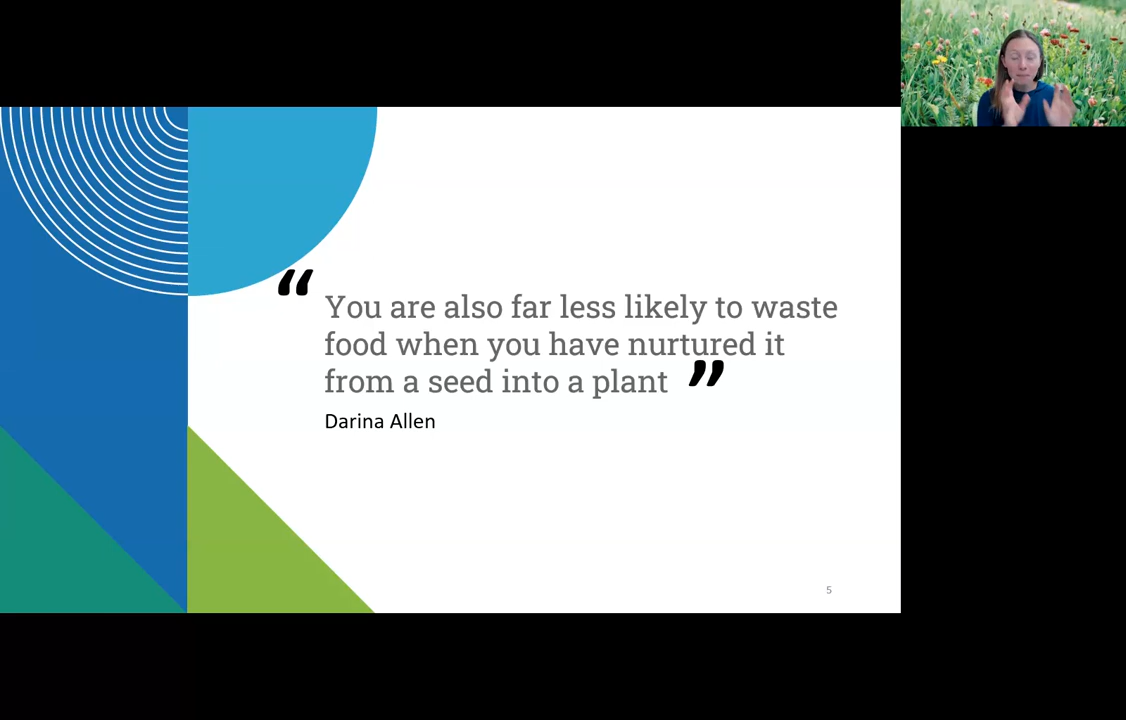 “
You are also far less likely to waste
food when you have nurtured it
from a seed into a plant ”
Darina Allen
5